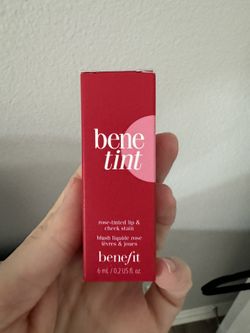 bene
tint
rose-tinted lip &
cheek stain
blush liquide rosé
lèvres & joues
benefit
6 mL / 0.2 US fl. oz